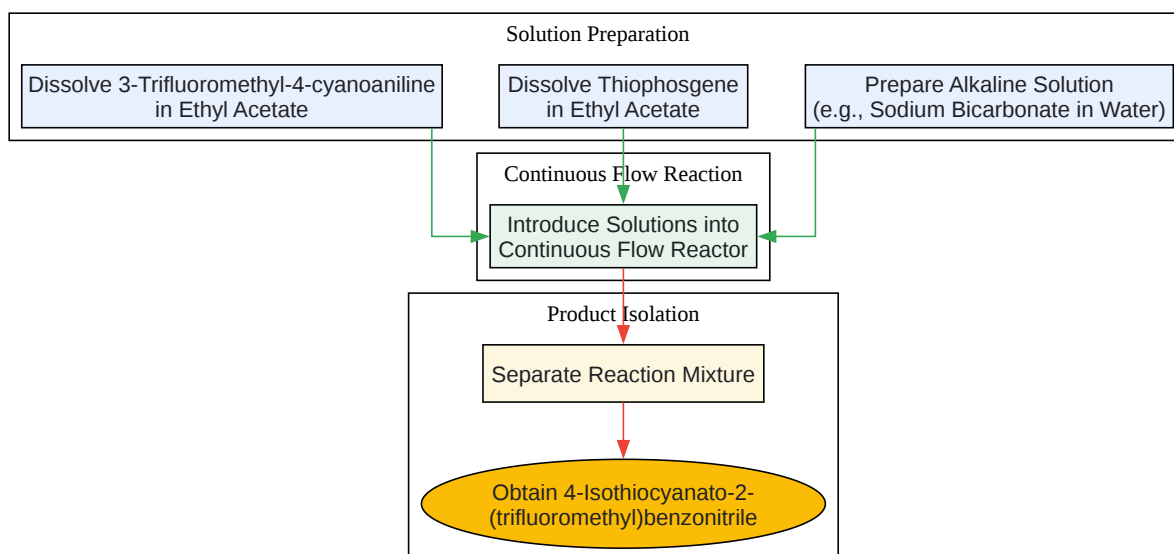 Solution Preparation
Dissolve 3-Trifluoromethyl-4-cyanoaniline
in Ethyl Acetate
Dissolve Thiophosgene
in Ethyl Acetate
Prepare Alkaline Solution
(e.g., Sodium Bicarbonate in Water)
Continuous Flow Reaction
Introduce Solutions into
Continuous Flow Reactor
Product Isolation
Separate Reaction Mixture
Obtain 4-Isothiocyanato-2-
(trifluoromethyl)benzonitrile